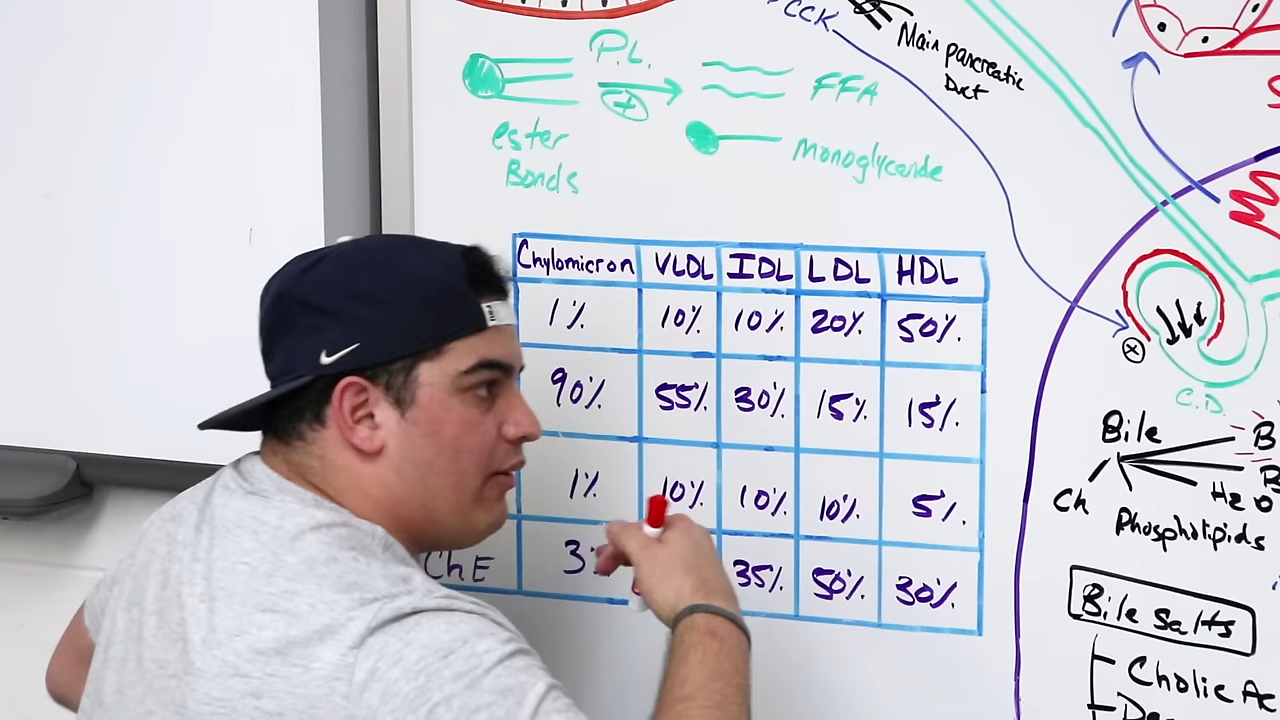 CCK
Main pancreatic
Duct
P.L.
+
FFA
ester
Bonds
Monoglyceride
Chylomicron VLDL IDL LDL HDL
1% 10% 10% 20% 50%
90% 55% 30% 15% 15%
1% 10% 10% 10% 5%
ChE 35% 50% 30%
C.D.
Bile
B
B
H2O
Ch
Phospholipids
Bile Salts
Cholic Ac